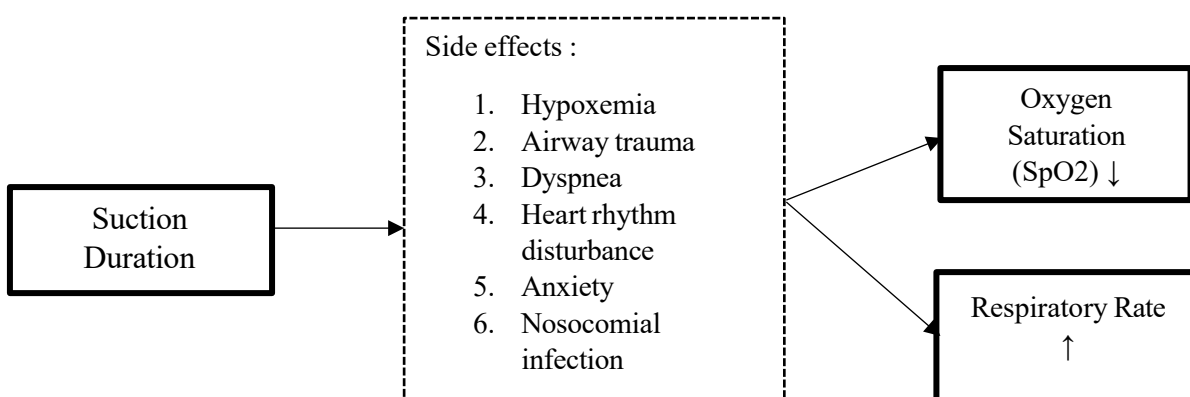 Suction
Duration
Side effects :
1. Hypoxemia
2. Airway trauma
3. Dyspnea
4. Heart rhythm
disturbance
5. Anxiety
6. Nosocomial
infection
Oxygen
Saturation
(SpO2) ↓
Respiratory Rate
↑